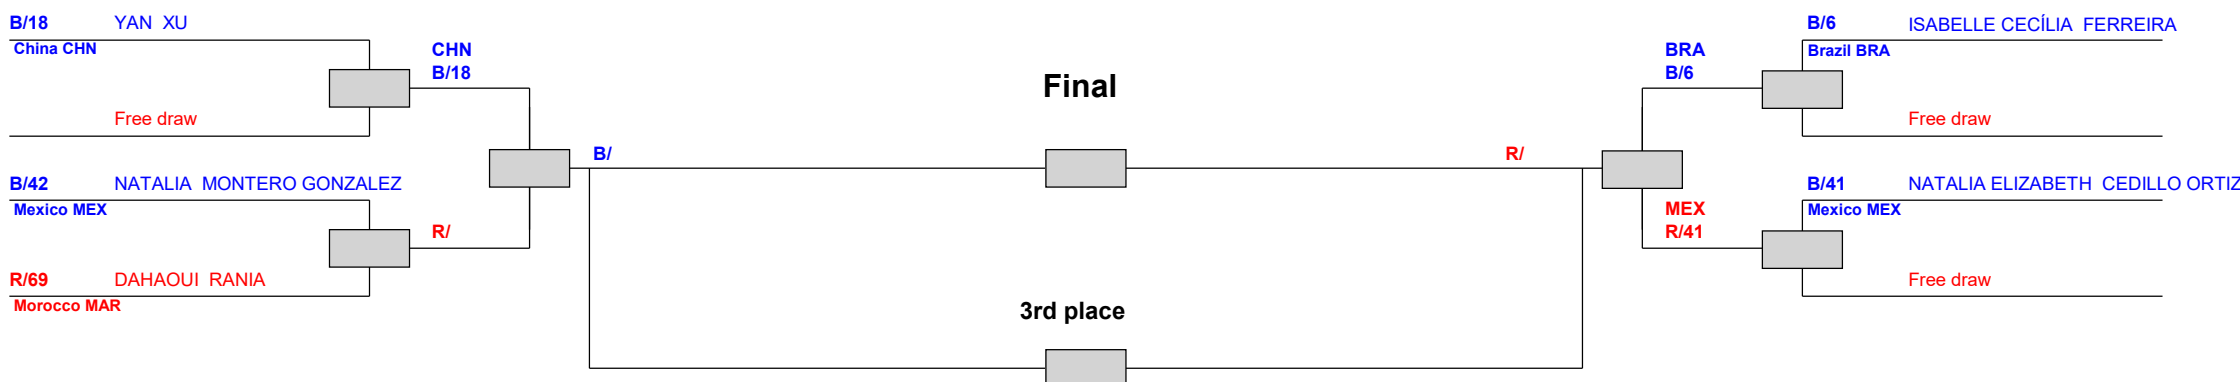 B/18 YAN XU
China CHN
Free draw
B/42 NATALIA MONTERO GONZALEZ
Mexico MEX
R/69 DAHAOUI RANIA
Morocco MAR
CHN
B/18
R/
B/
Final
3rd place
R/
BRA
B/6
MEX
R/41
B/6 ISABELLE CECÍLIA FERREIRA
Brazil BRA
Free draw
B/41 NATALIA ELIZABETH CEDILLO ORTIZ
Mexico MEX
Free draw